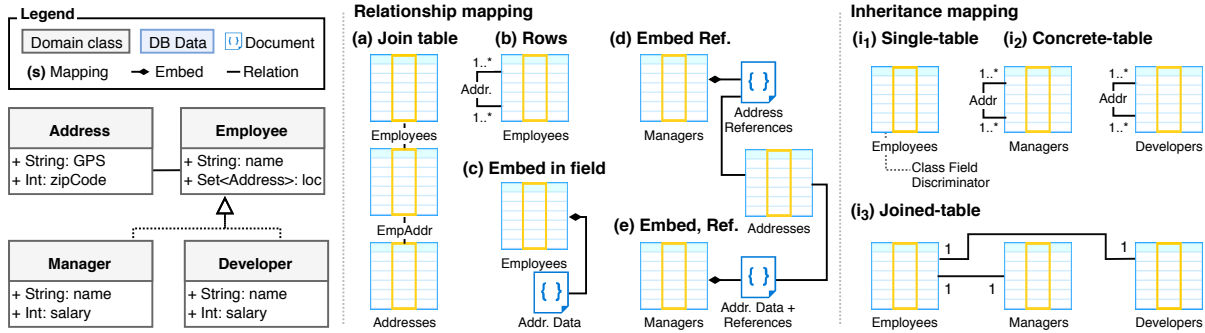 Legend
Domain class
DB Data
{ }
Document
(s) Mapping
Embed
Relation
Address
+ String: GPS
+ Int: zipCode
Employee
+ String: name
+ Set<Address>: loc
Manager
+ String: name
+ Int: salary
Developer
+ String: name
+ Int: salary
Relationship mapping
(a) Join table
Employees
EmpAddr
Addresses
(b) Rows
1..*
Addr.
1..*
Employees
(c) Embed in field
Employees
{ }
Addr. Data
(d) Embed Ref.
Managers
{ }
Address
References
Addresses
(e) Embed, Ref.
Managers
{ }
Addr. Data +
References
Inheritance mapping
(i1) Single-table
Employees
Class Field
Discriminator
(i2) Concrete-table
1..*
Addr
1..*
Managers
1..*
Addr
1..*
Developers
(i3) Joined-table
1
1
1
1
Employees
Managers
Developers